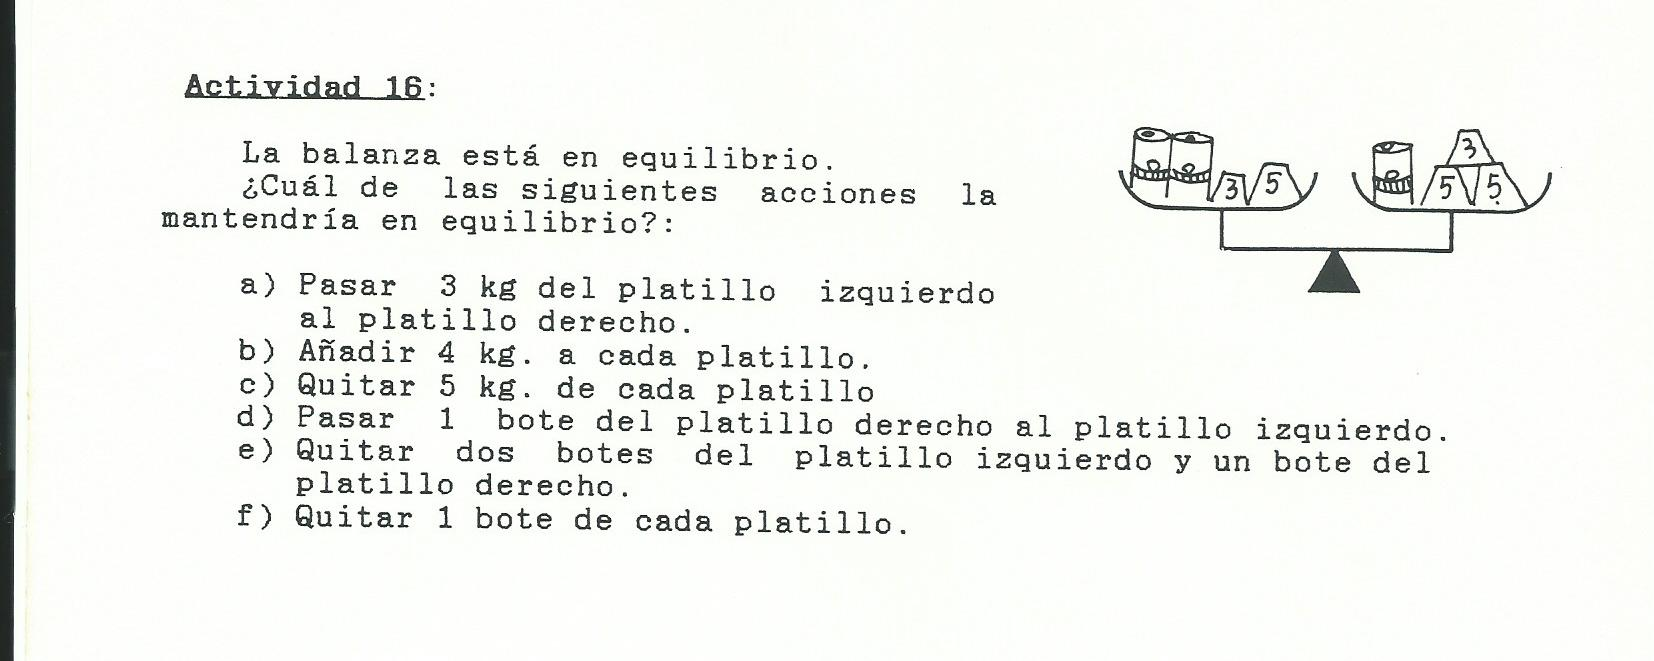 Actividad 16:
La balanza está en equilibrio.
¿Cuál de las siguientes acciones la
mantendría en equilibrio?:
a) Pasar 3 kg del platillo izquierdo
al platillo derecho.
b) Añadir 4 kg. a cada platillo.
c) Quitar 5 kg. de cada platillo
d) Pasar 1 bote del platillo derecho al platillo izquierdo.
e) Quitar dos botes del platillo izquierdo y un bote del
platillo derecho.
f) Quitar 1 bote de cada platillo.
3 5
3
5 5